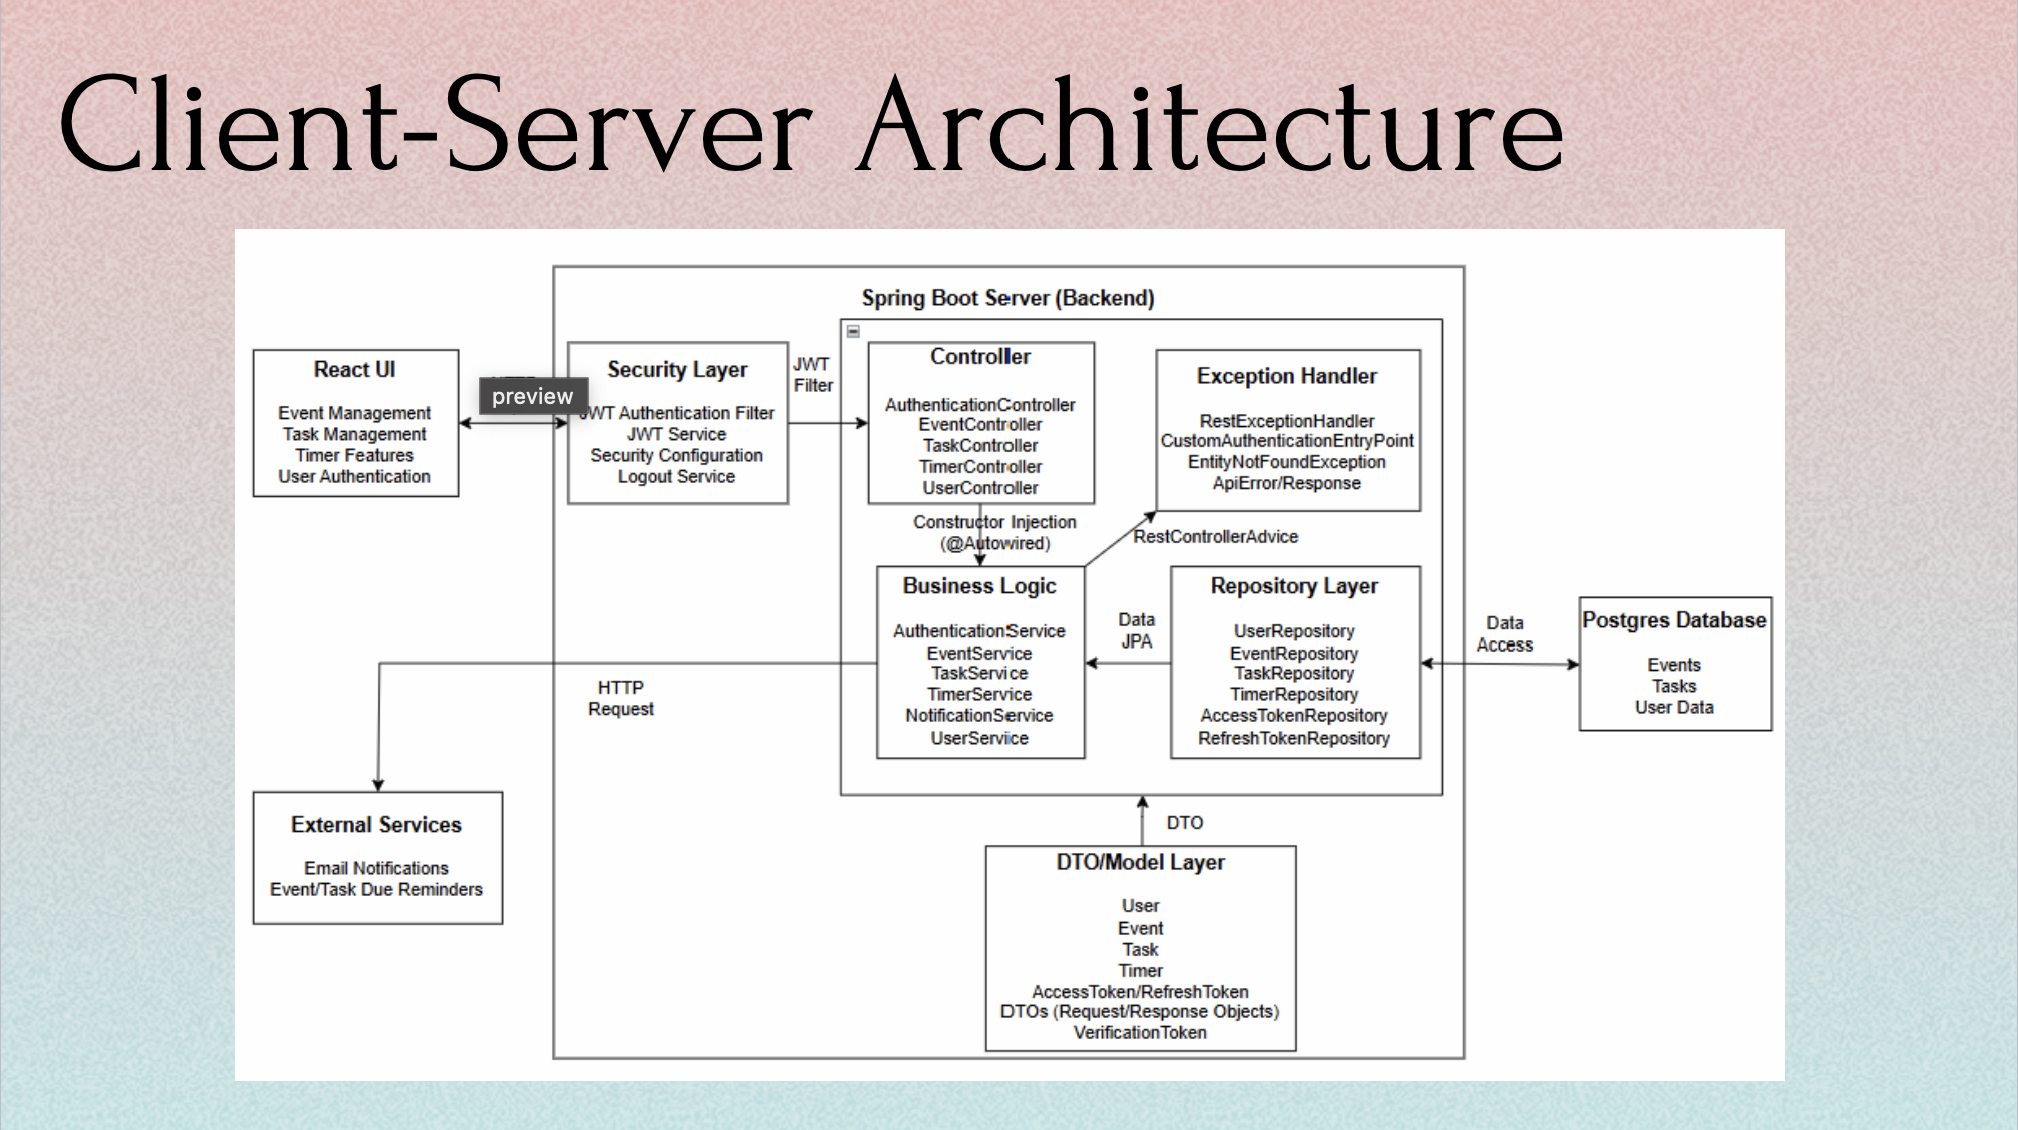 Client-Server Architecture
Spring Boot Server (Backend)
React UI
Event Management
Task Management
Timer Features
User Authentication
preview
Security Layer
JWT Authentication Filter
JWT Service
Security Configuration
Logout Service
JWT
Filter
Controller
AuthenticationController
EventController
TaskController
TimerController
UserController
Exception Handler
RestExceptionHandler
CustomAuthenticationEntryPoint
EntityNotFoundException
ApiError/Response
Constructor Injection
(@Autowired)
RestControllerAdvice
Business Logic
AuthenticationService
EventService
TaskService
TimerService
NotificationService
UserService
Data
JPA
Repository Layer
UserRepository
EventRepository
TaskRepository
TimerRepository
AccessTokenRepository
RefreshTokenRepository
Data
Access
Postgres Database
Events
Tasks
User Data
HTTP
Request
External Services
Email Notifications
Event/Task Due Reminders
DTO
DTO/Model Layer
User
Event
Task
Timer
AccessToken/RefreshToken
DTOs (Request/Response Objects)
VerificationToken